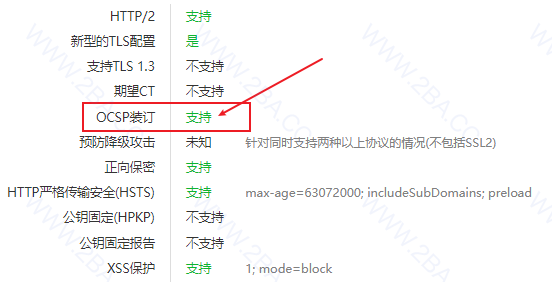 HTTP/2 支持
新型的TLS配置 是
支持TLS 1.3 不支持
期望CT 不支持
OCSP装订 支持
预防降级攻击 未知 针对同时支持两种以上协议的情况(不包括SSL2)
正向保密 支持
HTTP严格传输安全(HSTS) 支持 max-age=63072000; includeSubDomains; preload
公钥固定(HPKP) 不支持
公钥固定报告 不支持
XSS保护 支持 1; mode=block
WWW.2BA.COM